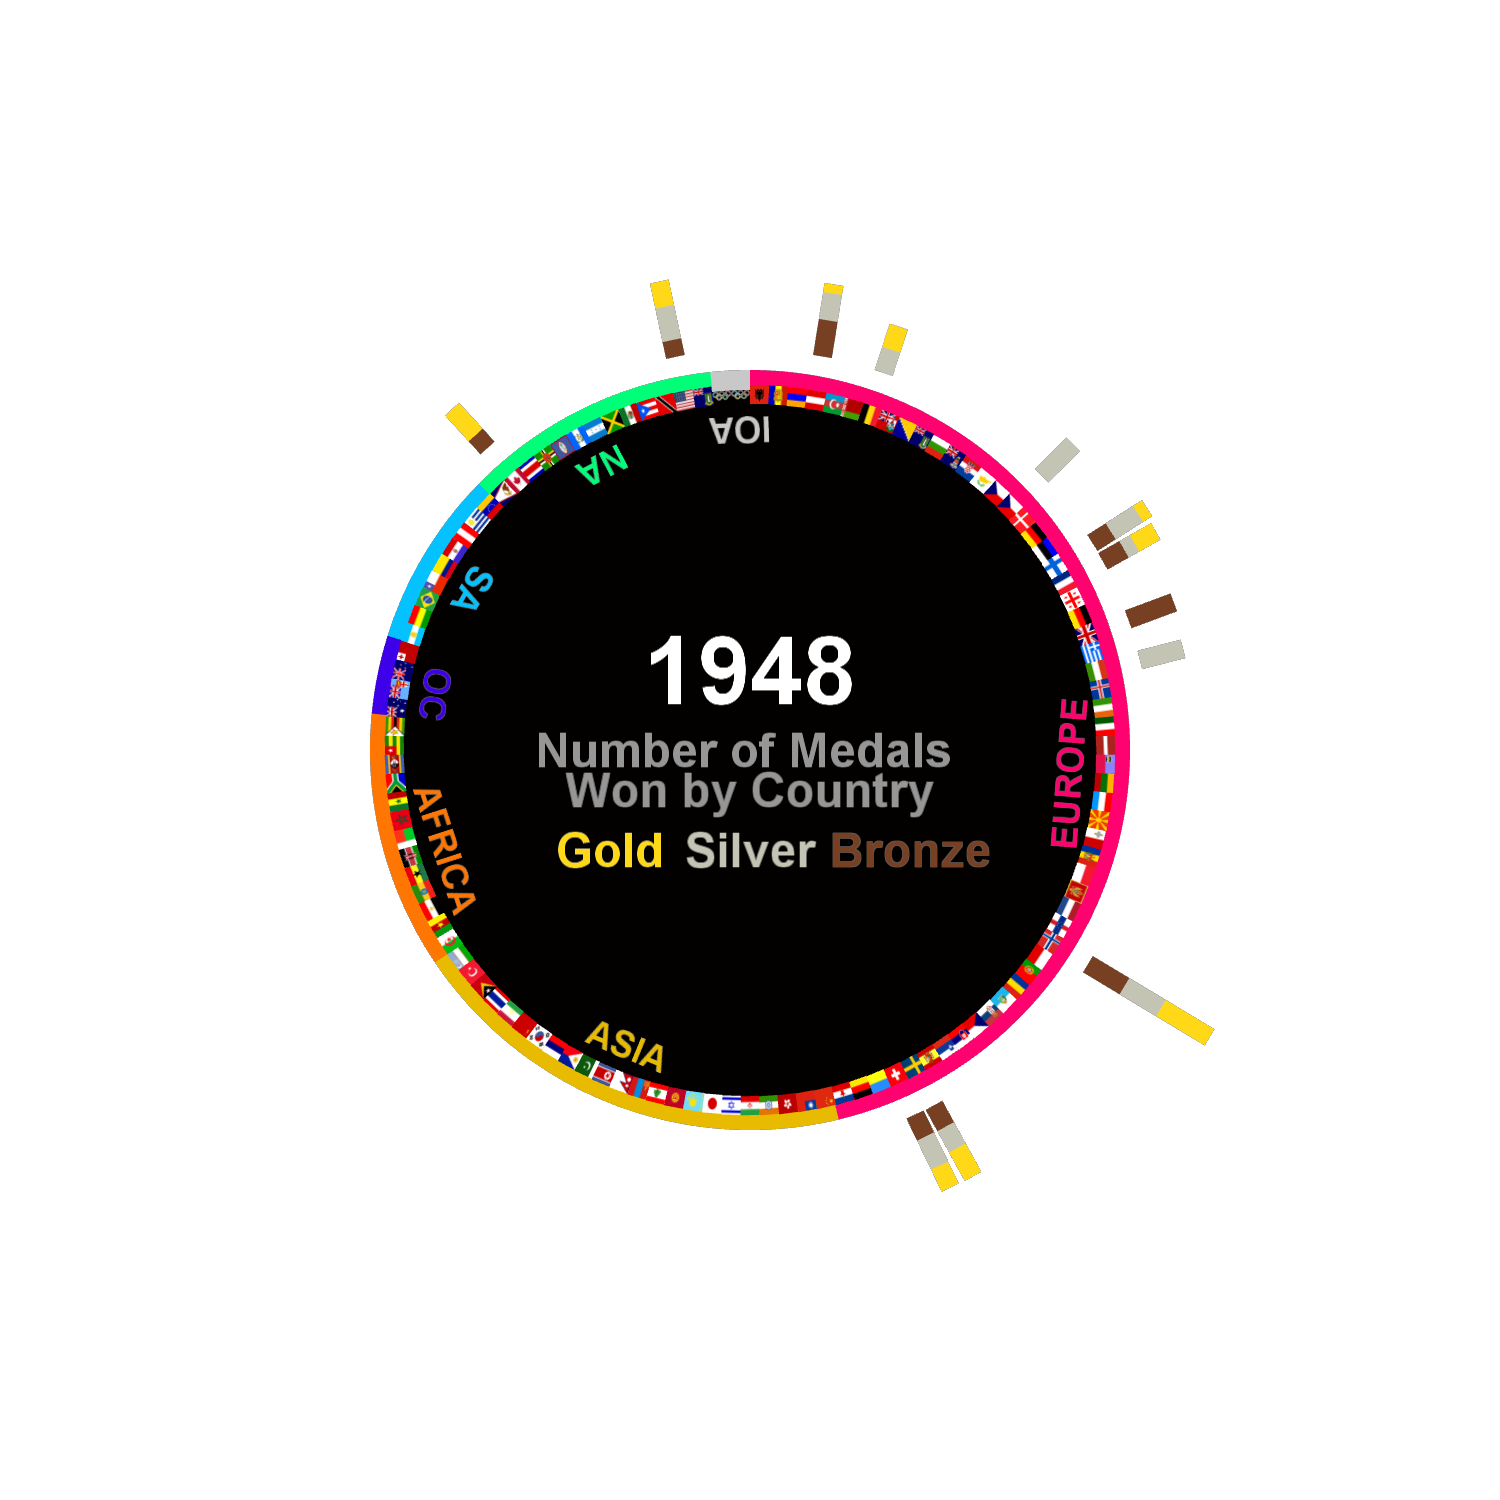 1948
Number of Medals
Won by Country
Gold Silver Bronze
IOA
EUROPE
ASIA
AFRICA
OC
SA
NA